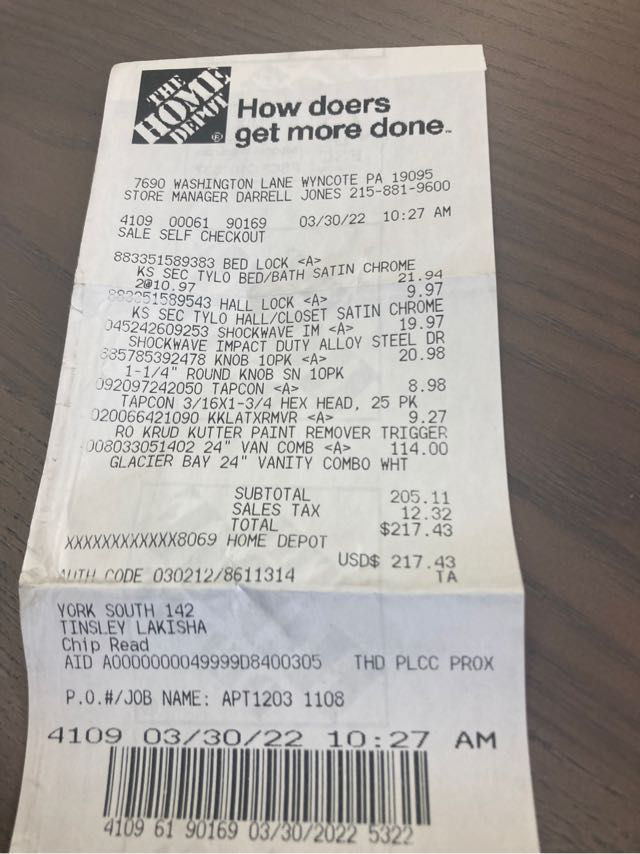 THE
HOME
DEPOT
®
How doers
get more done™
7690 WASHINGTON LANE WYNCOTE PA 19095
STORE MANAGER DARRELL JONES 215-881-9600
4109 00061 90169 03/30/22 10:27 AM
SALE SELF CHECKOUT
883351589383 BED LOCK <A>
KS SEC TYLO BED/BATH SATIN CHROME
2@10.97 21.94
883351589543 HALL LOCK <A> 9.97
KS SEC TYLO HALL/CLOSET SATIN CHROME
045242609253 SHOCKWAVE IM <A> 19.97
SHOCKWAVE IMPACT DUTY ALLOY STEEL DR
885785392478 KNOB 10PK <A> 20.98
1-1/4" ROUND KNOB SN 10PK
092097242050 TAPCON <A> 8.98
TAPCON 3/16X1-3/4 HEX HEAD, 25 PK
020066421090 KKLATXRMVR <A> 9.27
RO KRUD KUTTER PAINT REMOVER TRIGGER
008033051402 24" VAN COMB <A> 114.00
GLACIER BAY 24" VANITY COMBO WHT
SUBTOTAL 205.11
SALES TAX 12.32
TOTAL $217.43
XXXXXXXXXXXX8069 HOME DEPOT
USD$ 217.43
AUTH CODE 030212/8611314 TA
YORK SOUTH 142
TINSLEY LAKISHA
Chip Read
AID A0000000049999D8400305 THD PLCC PROX
P.O.#/JOB NAME: APT1203 1108
4109 03/30/22 10:27 AM
4109 61 90169 03/30/2022 5322